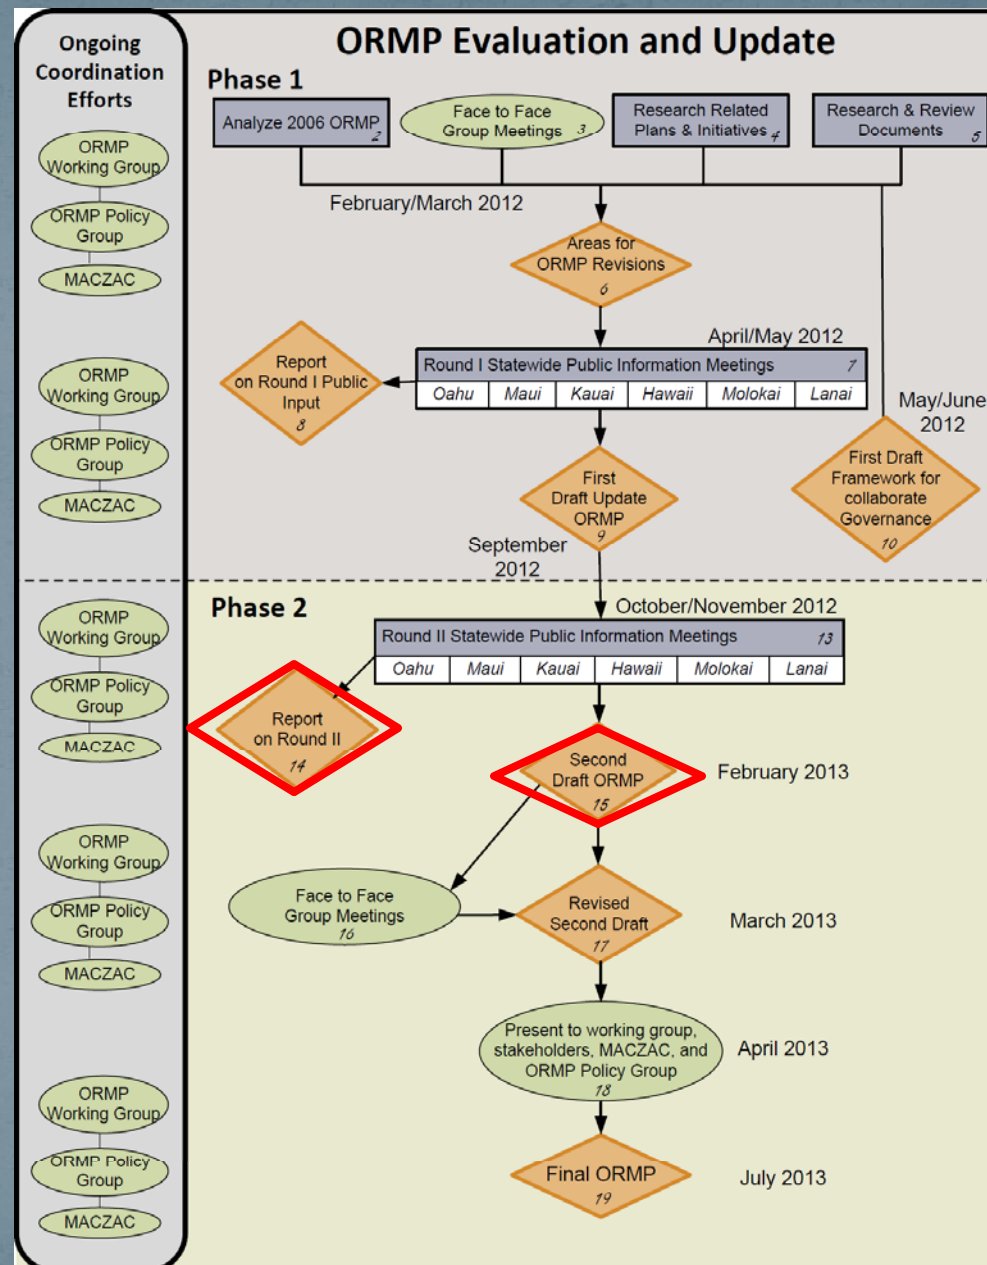 Ongoing
Coordination
Efforts
ORMP
Working Group
ORMP Policy
Group
MACZAC
ORMP
Working Group
ORMP Policy
Group
MACZAC
ORMP
Working Group
ORMP Policy
Group
MACZAC
ORMP
Working Group
ORMP Policy
Group
MACZAC
ORMP
Working Group
ORMP Policy
Group
MACZAC
ORMP Evaluation and Update
Phase 1
Analyze 2006 ORMP
2
Face to Face
Group Meetings 3
Research Related
Plans & Initiatives 4
Research & Review
Documents 5
February/March 2012
Areas for
ORMP Revisions
6
April/May 2012
Round I Statewide Public Information Meetings 7
Oahu Maui Kauai Hawaii Molokai Lanai
Report
on Round I Public
Input
8
May/June
2012
First Draft
Framework for
collaborate
Governance
10
First
Draft Update
ORMP
9
September
2012
Phase 2
October/November 2012
Round II Statewide Public Information Meetings 13
Oahu Maui Kauai Hawaii Molokai Lanai
Report
on Round II
14
Second
Draft ORMP
15
February 2013
Face to Face
Group Meetings
16
Revised
Second Draft
17
March 2013
Present to working group,
stakeholders, MACZAC, and
ORMP Policy Group
18
April 2013
Final ORMP
19
July 2013